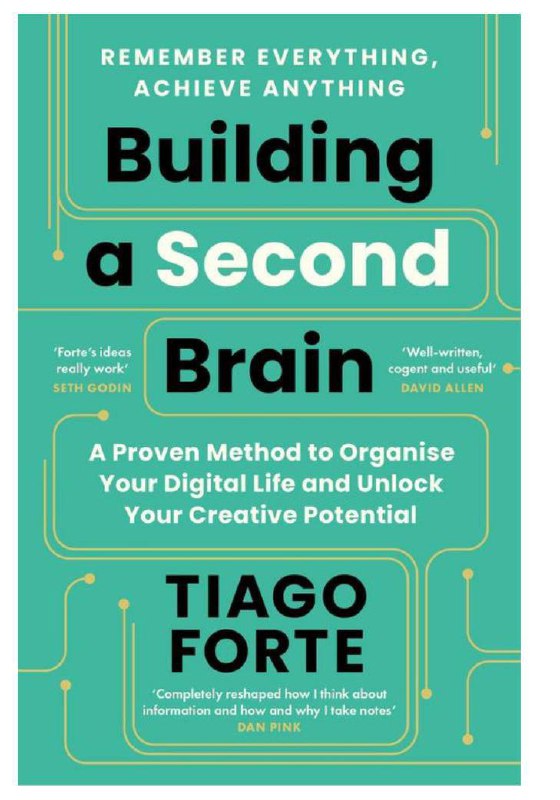 REMEMBER EVERYTHING,
ACHIEVE ANYTHING
Building
a Second
Brain
‘Forte’s ideas
really work’
SETH GODIN
‘Well-written,
cogent and useful’
DAVID ALLEN
A Proven Method to Organise
Your Digital Life and Unlock
Your Creative Potential
TIAGO
FORTE
‘Completely reshaped how I think about
information and how and why I take notes’
DAN PINK